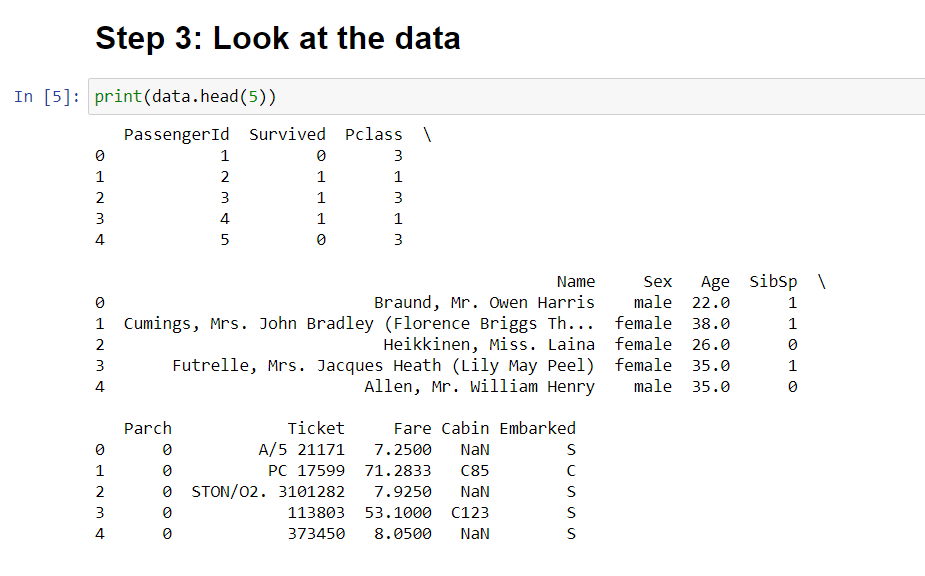 Step 3: Look at the data
In [5]: print(data.head(5))
   PassengerId  Survived  Pclass  \
0            1         0       3
1            2         1       1
2            3         1       3
3            4         1       1
4            5         0       3
                                                Name     Sex   Age  SibSp  \
0                            Braund, Mr. Owen Harris    male  22.0      1
1  Cumings, Mrs. John Bradley (Florence Briggs Th...  female  38.0      1
2                             Heikkinen, Miss. Laina  female  26.0      0
3       Futrelle, Mrs. Jacques Heath (Lily May Peel)  female  35.0      1
4                           Allen, Mr. William Henry    male  35.0      0
   Parch            Ticket     Fare Cabin Embarked
0      0         A/5 21171   7.2500   NaN        S
1      0          PC 17599  71.2833   C85        C
2      0  STON/O2. 3101282   7.9250   NaN        S
3      0            113803  53.1000  C123        S
4      0            373450   8.0500   NaN        S